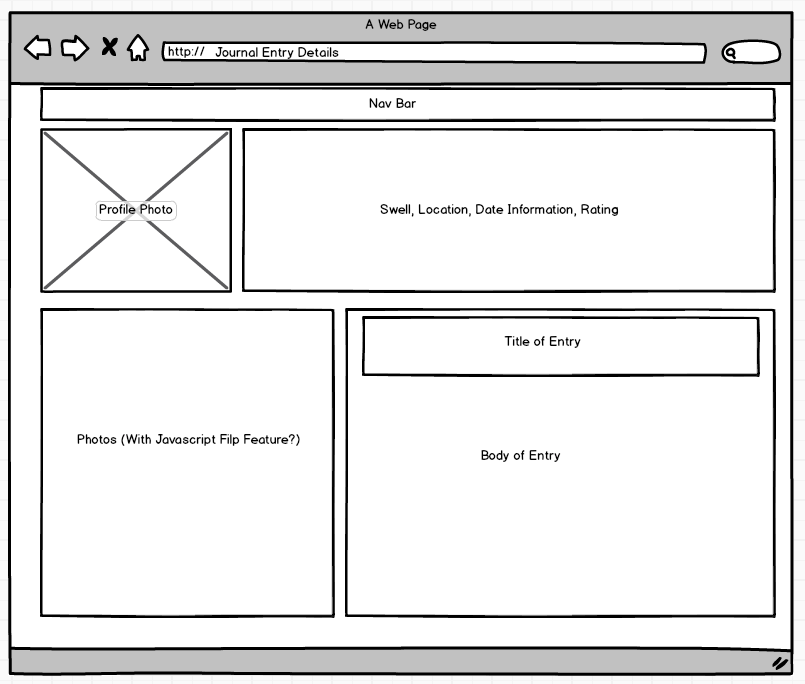 A Web Page
http:// Journal Entry Details
Nav Bar
Profile Photo
Swell, Location, Date Information, Rating
Photos (With Javascript Filp Feature?)
Title of Entry
Body of Entry